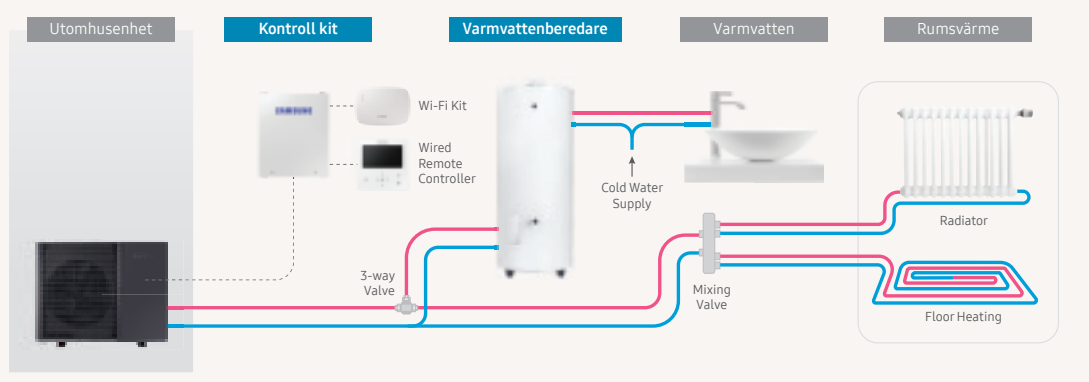 Utomhusenhet
Kontroll kit
Varmvattenberedare
Varmvatten
Rumsvärme
SAMSUNG
Wi-Fi Kit
Wired
Remote
Controller
Cold Water
Supply
Radiator
3-way
Valve
Mixing
Valve
Floor Heating